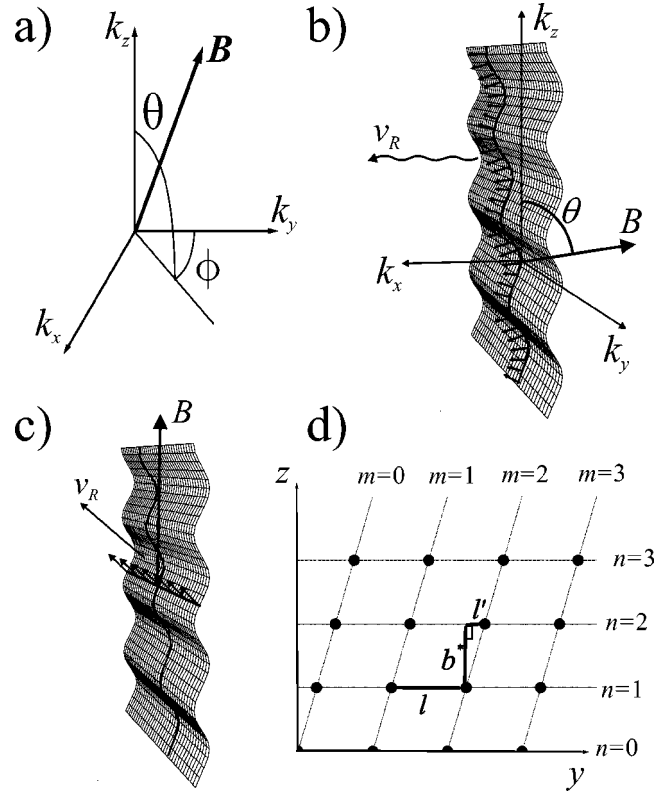 a)
k_z
B
θ
k_y
ϕ
k_x
b)
k_z
v_R
θ
B
k_x
k_y
c)
B
v_R
d)
z
m=0 m=1 m=2 m=3
n=3
l'
n=2
b*
l
n=1
n=0
y